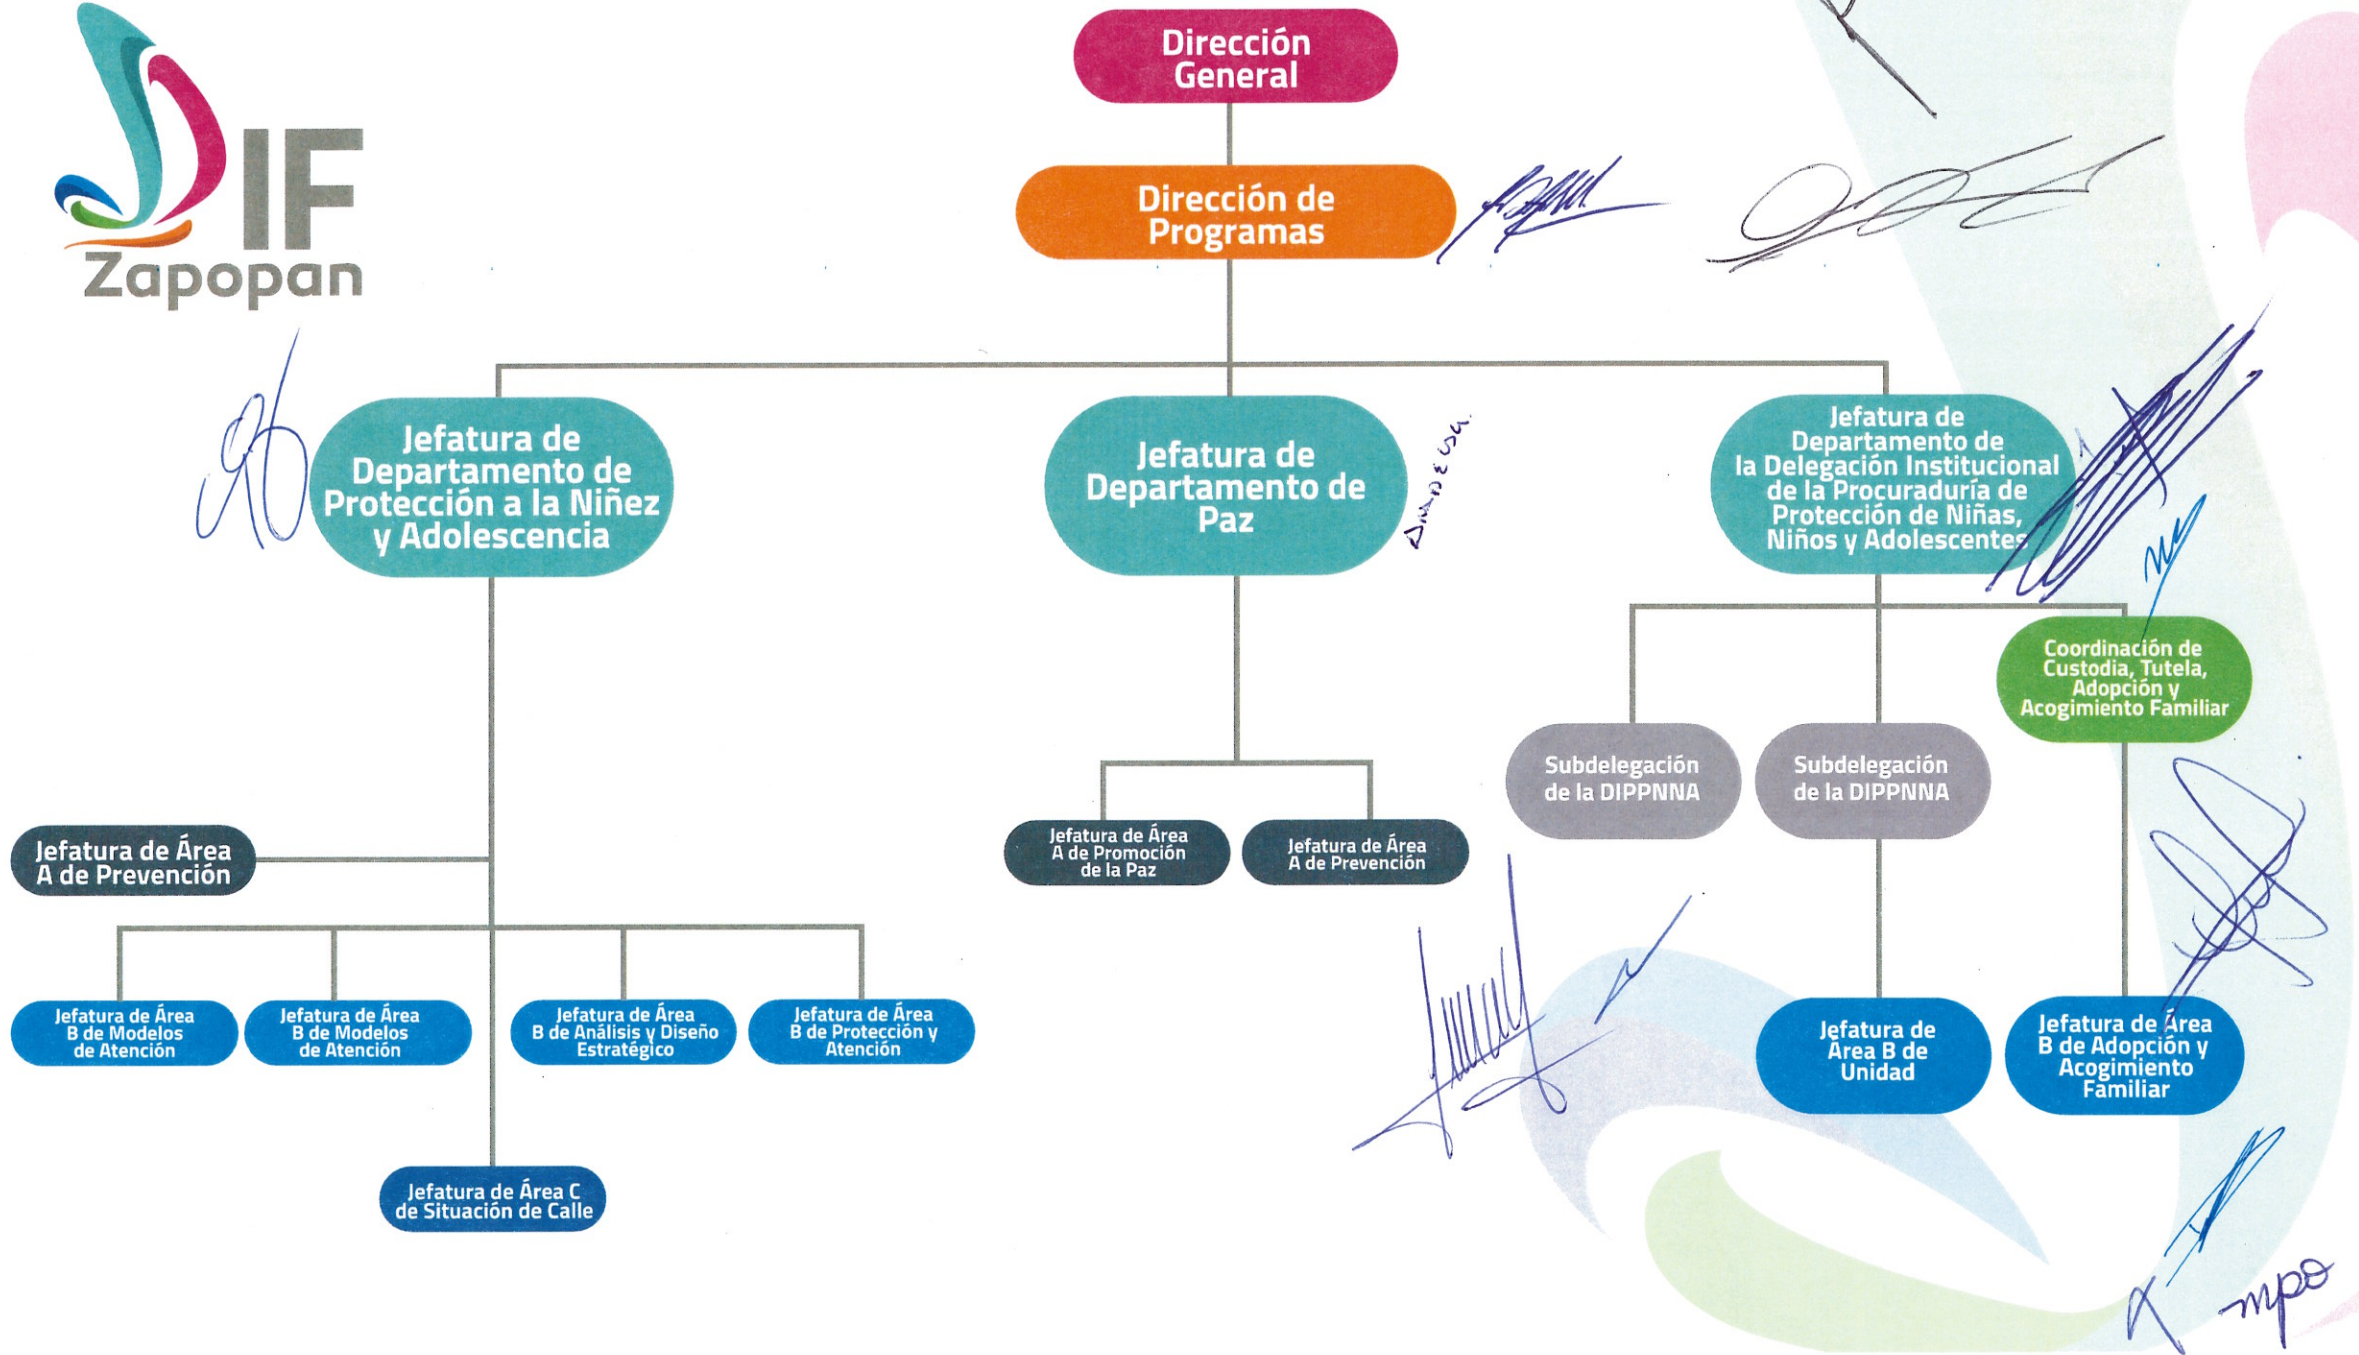 Dirección
General
DIF
Zapopan
Dirección de
Programas
Jefatura de
Departamento de
Protección a la Niñez
y Adolescencia
Jefatura de
Departamento de
Paz
Jefatura de
Departamento de
la Delegación Institucional
de la Procuraduría de
Protección de Niñas,
Niños y Adolescentes
Coordinación de
Custodia, Tutela,
Adopción y
Acogimiento Familiar
Subdelegación
de la DIPPNNA
Subdelegación
de la DIPPNNA
Jefatura de Área
A de Prevención
Jefatura de Área
A de Promoción
de la Paz
Jefatura de Área
A de Prevención
Jefatura de Área
B de Modelos
de Atención
Jefatura de Área
B de Modelos
de Atención
Jefatura de Área
B de Análisis y Diseño
Estratégico
Jefatura de Área
B de Protección y
Atención
Jefatura de
Área B de
Unidad
Jefatura de Área
B de Adopción y
Acogimiento
Familiar
Jefatura de Área C
de Situación de Calle
mpo